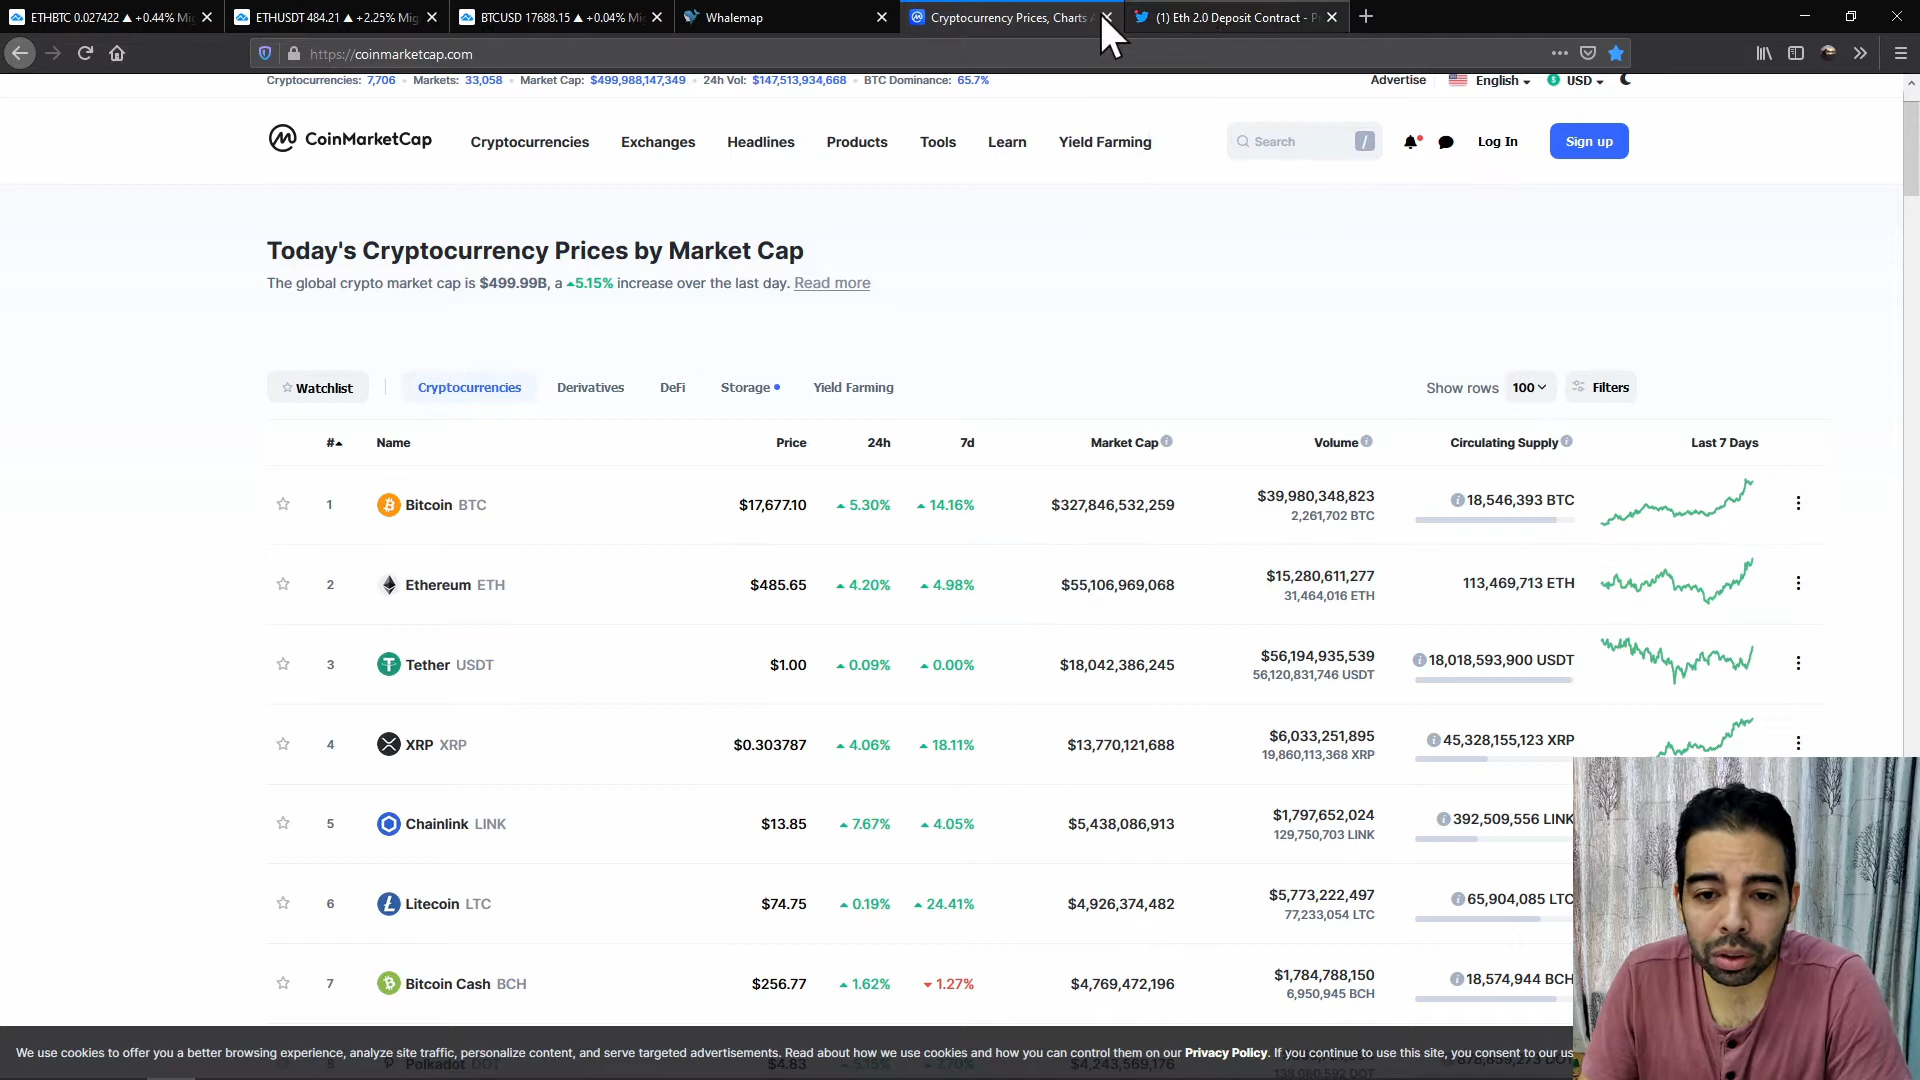 ETHBTC 0.027422 ▲ +0.44% Mi
ETHUSDT 484.21 ▲ +2.25% Mig
BTCUSD 17688.15 ▲ +0.04% Mi
Whalemap
Cryptocurrency Prices, Charts
(1) Eth 2.0 Deposit Contract - P
https://coinmarketcap.com
Cryptocurrencies: 7,706 • Markets: 33,058 • Market Cap: $499,988,147,349 • 24h Vol: $147,513,934,668 • BTC Dominance: 65.7%
Advertise English USD
CoinMarketCap
Cryptocurrencies Exchanges Headlines Products Tools Learn Yield Farming
Search /
Log In
Sign up
Today's Cryptocurrency Prices by Market Cap
The global crypto market cap is $499.99B, a 5.15% increase over the last day. Read more
Watchlist Cryptocurrencies Derivatives DeFi Storage Yield Farming
Show rows 100 Filters
# Name Price 24h 7d Market Cap Volume Circulating Supply Last 7 Days
1 Bitcoin BTC $17,677.10 5.30% 14.16% $327,846,532,259 $39,980,348,823 18,546,393 BTC
2,261,702 BTC
2 Ethereum ETH $485.65 4.20% 4.98% $55,106,969,068 $15,280,611,277 113,469,713 ETH
31,464,016 ETH
3 Tether USDT $1.00 0.09% 0.00% $18,042,386,245 $56,194,935,539 18,018,593,900 USDT
56,120,831,746 USDT
4 XRP XRP $0.303787 4.06% 18.11% $13,770,121,688 $6,033,251,895 45,328,155,123 XRP
19,860,113,368 XRP
5 Chainlink LINK $13.85 7.67% 4.05% $5,438,086,913 $1,797,652,024 392,509,556 LINK
129,750,703 LINK
6 Litecoin LTC $74.75 0.19% 24.41% $4,926,374,482 $5,773,222,497 65,904,085 LTC
77,233,054 LTC
7 Bitcoin Cash BCH $256.77 1.62% 1.27% $4,769,472,196 $1,784,788,150 18,574,944 BCH
6,950,945 BCH
We use cookies to offer you a better browsing experience, analyze site traffic, personalize content, and serve targeted advertisements. Read about how we use cookies and how you can control them on our Privacy Policy. If you continue to use this site, you consent to our us
8 Polkadot DOT $4.83 $4,243,569,176
138,080,592 DOT